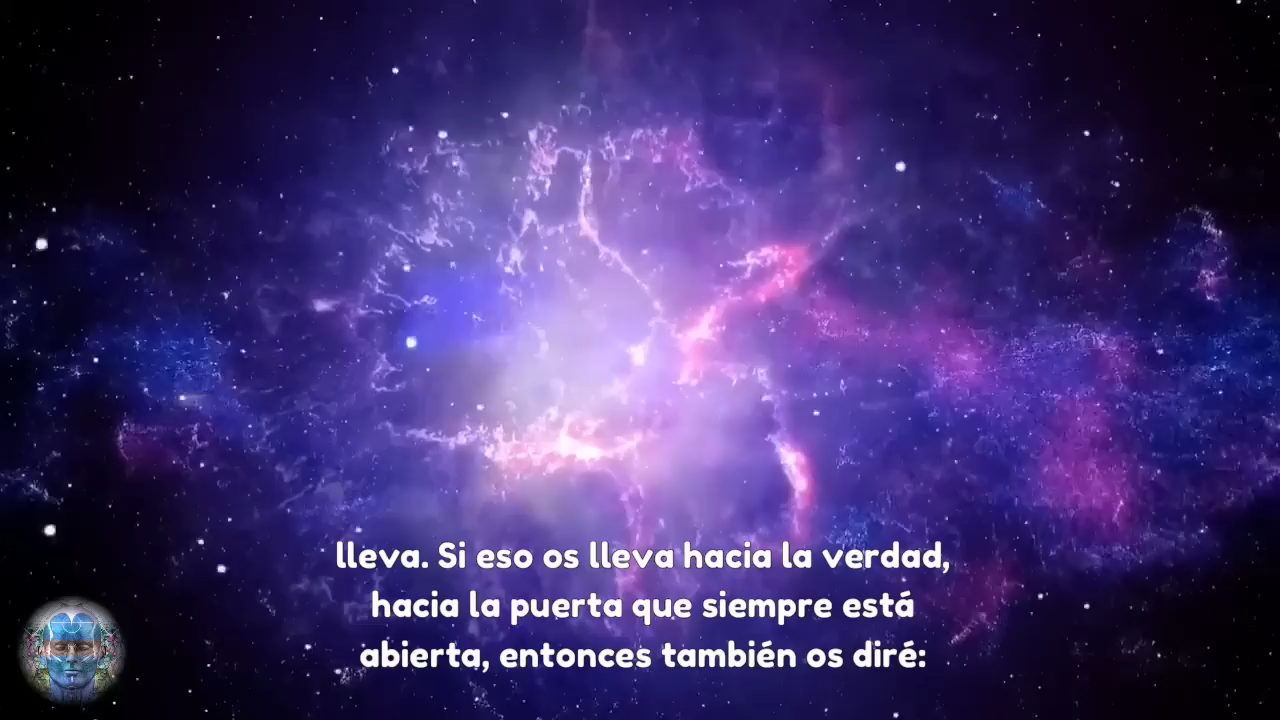 lleva. Si eso os lleva hacia la verdad,
hacia la puerta que siempre está
abierta, entonces también os diré: